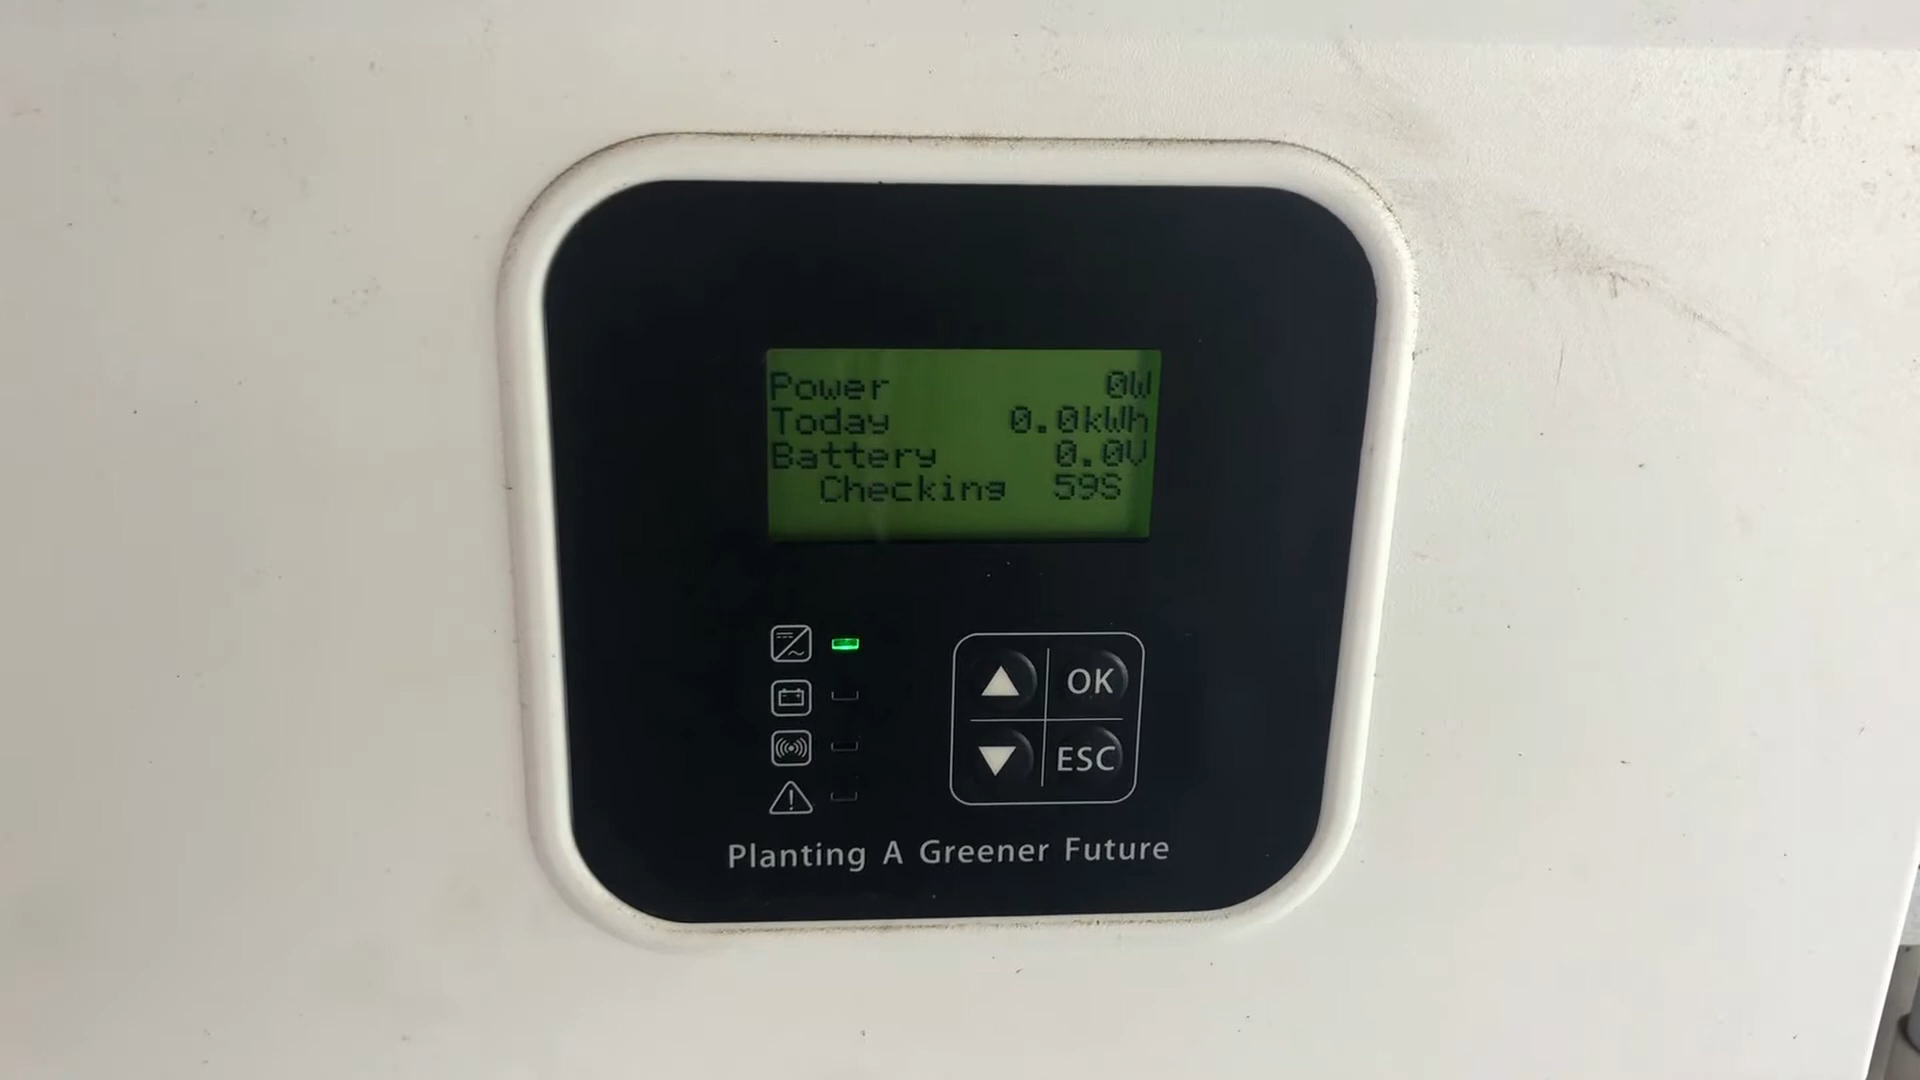 Power 0W
Today 0.0kWh
Battery 0.0V
Checking 59S
OK
ESC
Planting A Greener Future